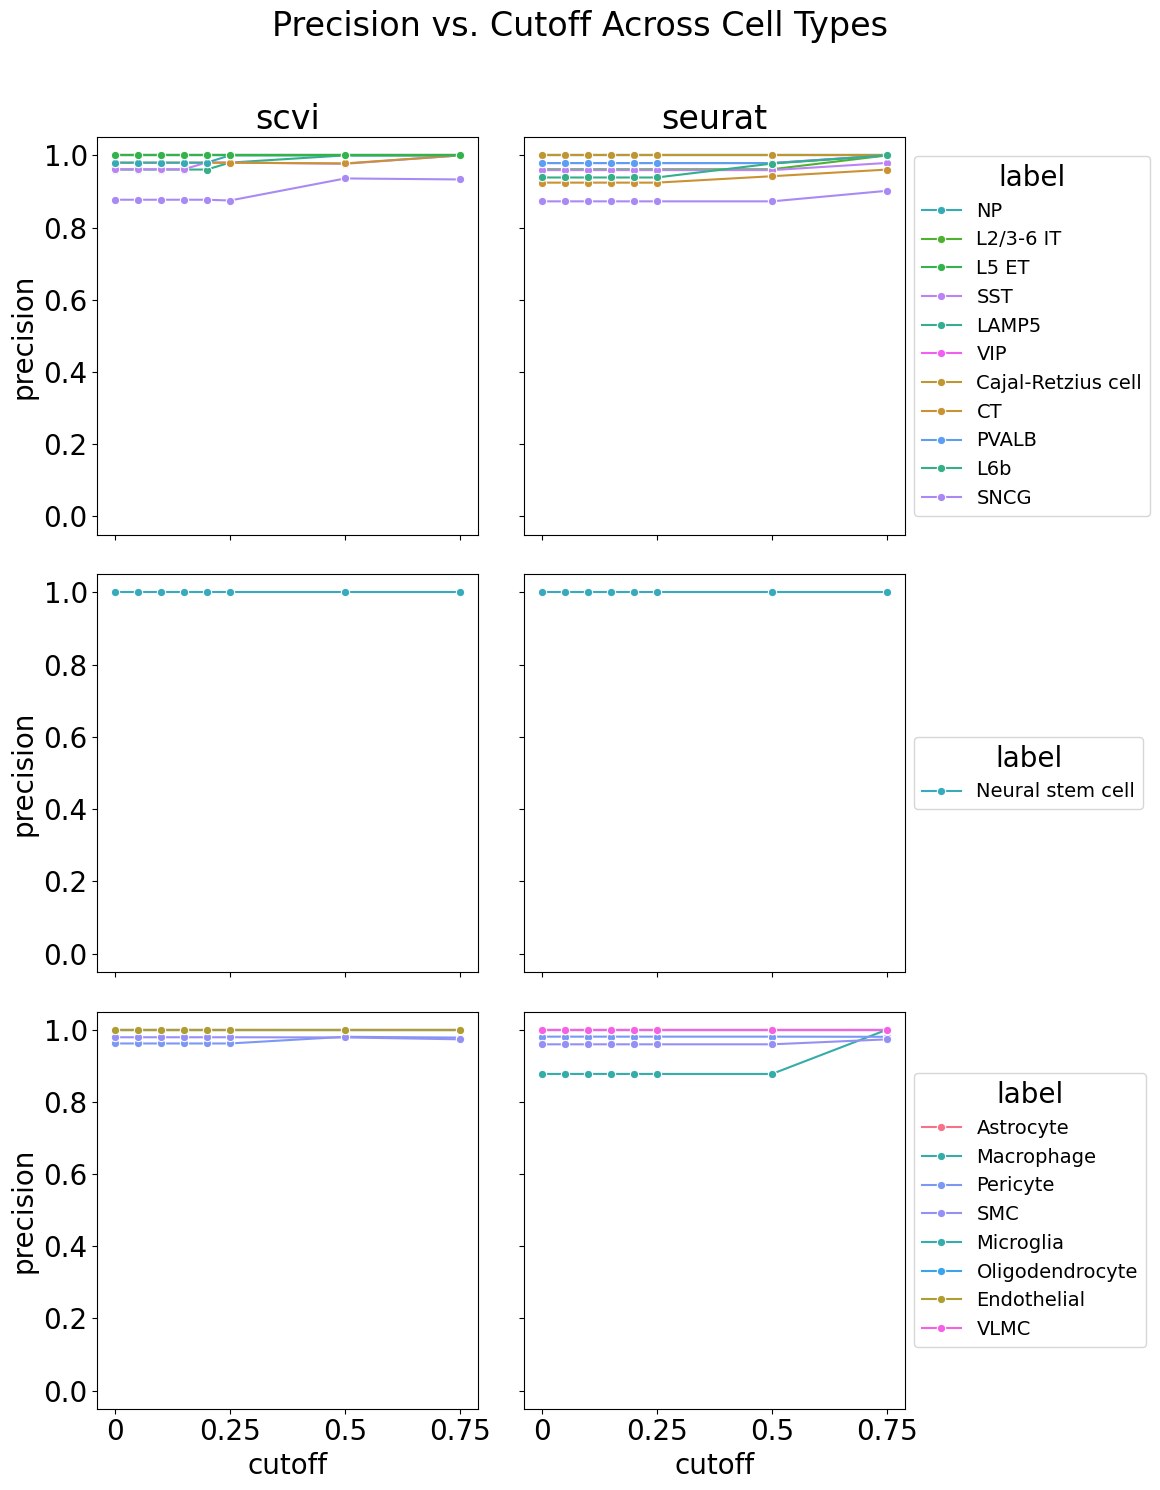 Precision vs. Cutoff Across Cell Types
scvi
seurat
precision
1.0
0.8
0.6
0.4
0.2
0.0
label
NP
L2/3-6 IT
L5 ET
SST
LAMP5
VIP
Cajal-Retzius cell
CT
PVALB
L6b
SNCG
precision
1.0
0.8
0.6
0.4
0.2
0.0
label
Neural stem cell
precision
1.0
0.8
0.6
0.4
0.2
0.0
label
Astrocyte
Macrophage
Pericyte
SMC
Microglia
Oligodendrocyte
Endothelial
VLMC
0 0.25 0.5 0.75
cutoff
0 0.25 0.5 0.75
cutoff